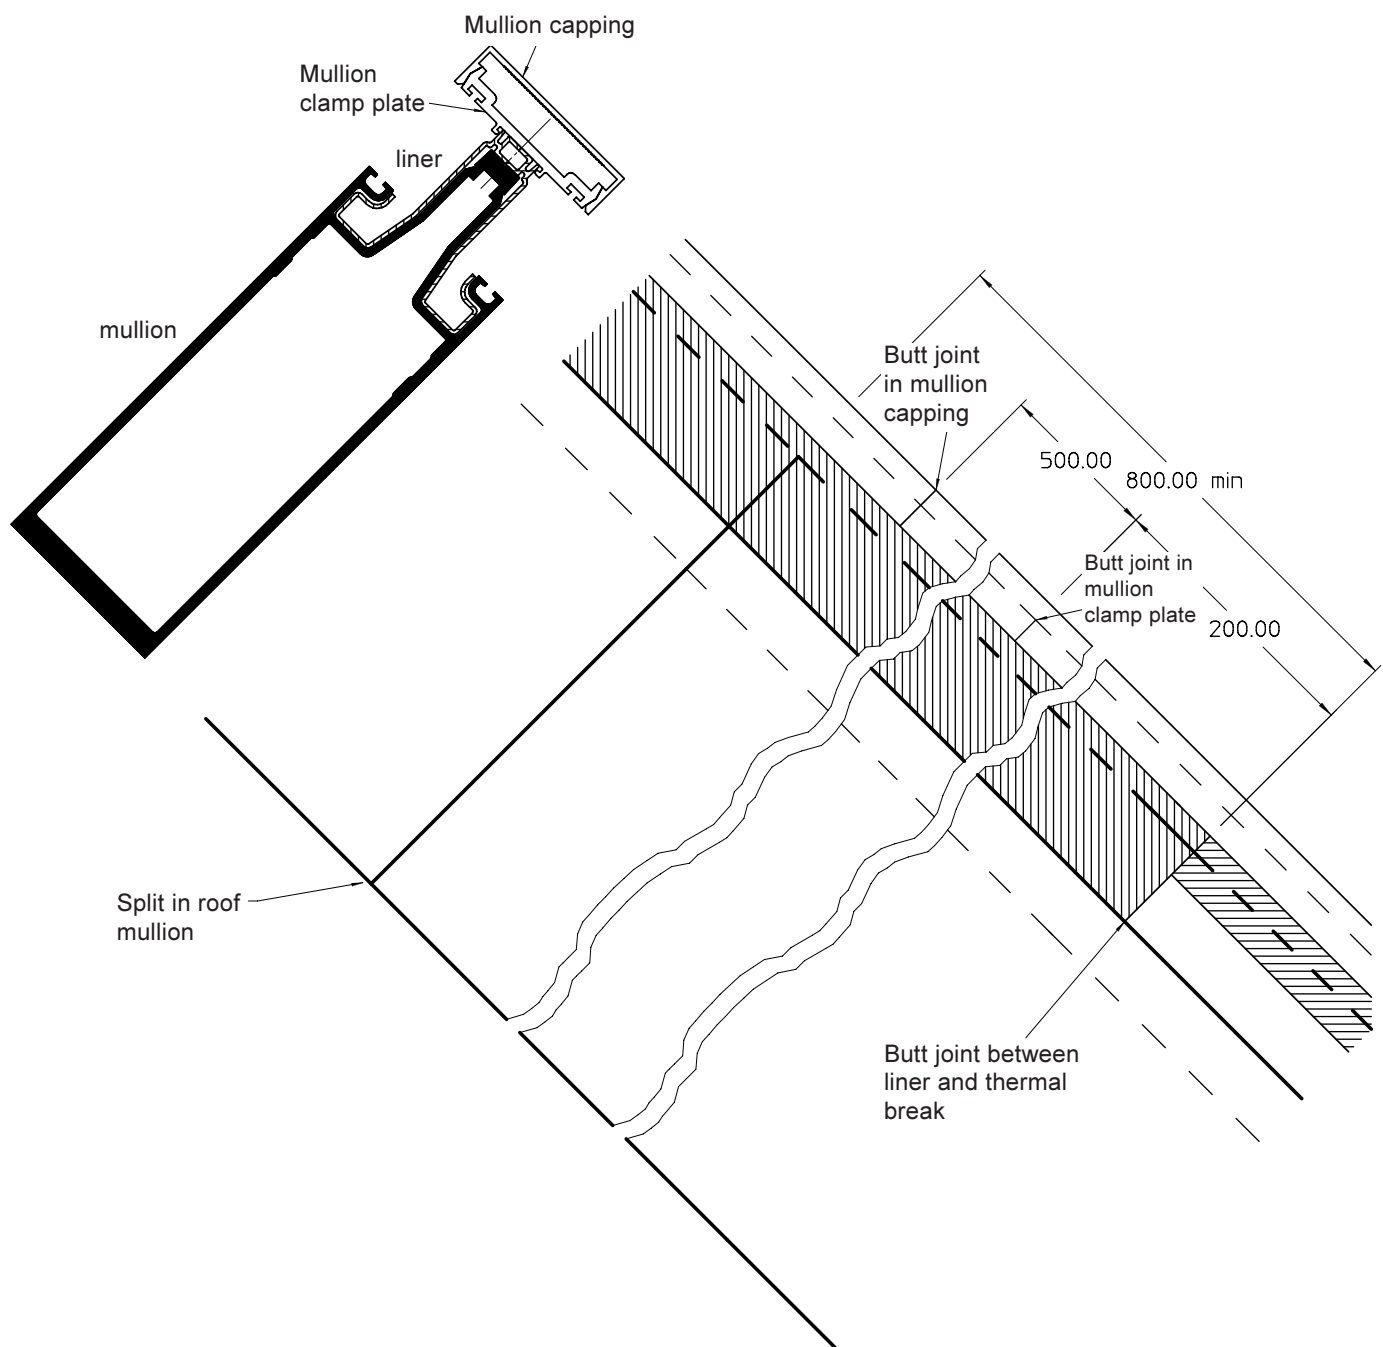 Mullion capping
Mullion
clamp plate
liner
mullion
Butt joint
in mullion
capping
500.00
800.00 min
Butt joint in
mullion
clamp plate
200.00
Split in roof
mullion
Butt joint between
liner and thermal
break